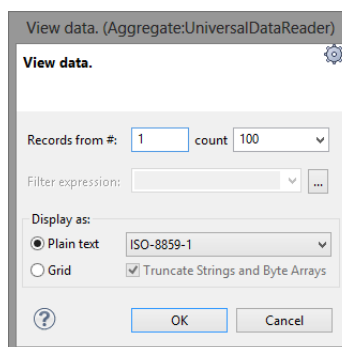 View data. (Aggregate:UniversalDataReader)
View data.
Records from #: 1 count 100
Filter expression: ...
Display as:
Plain text ISO-8859-1
Grid Truncate Strings and Byte Arrays
? OK Cancel